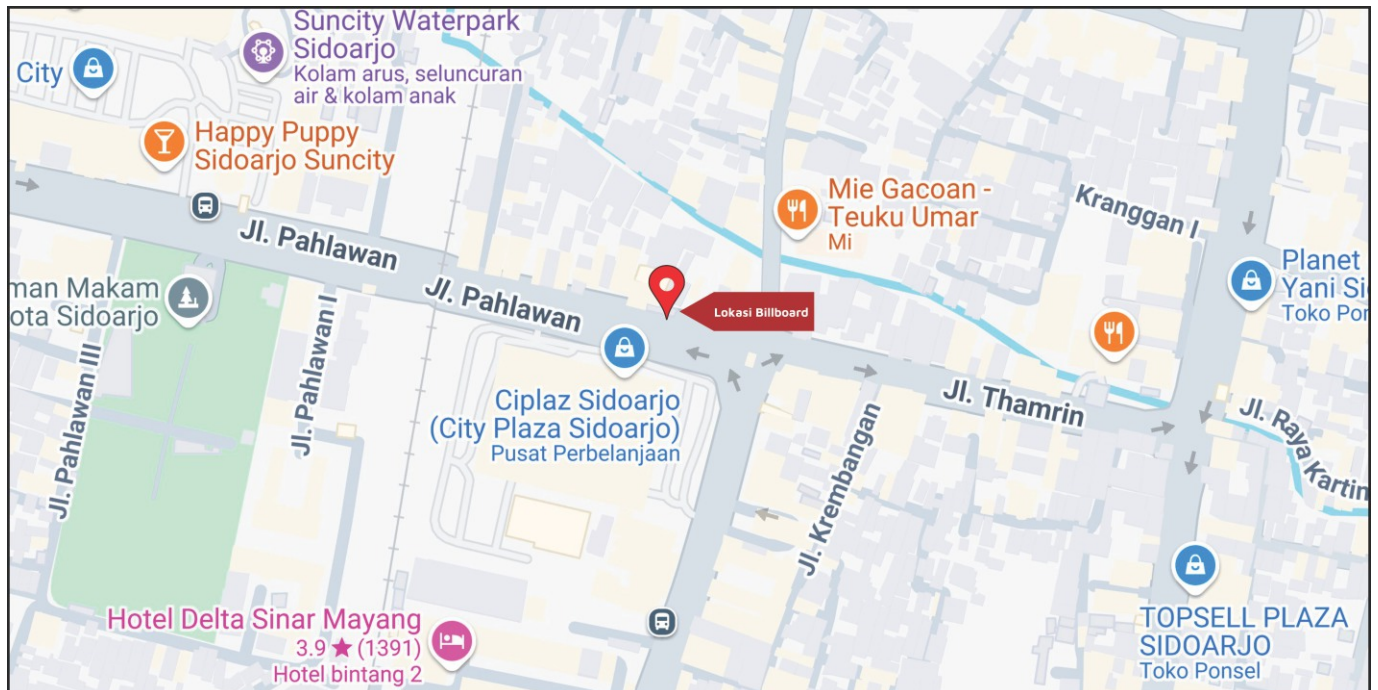 Suncity Waterpark
Sidoarjo
Kolam arus, seluncuran
air & kolam anak
City
Happy Puppy
Sidoarjo Suncity
Mie Gacoan -
Teuku Umar
Mi
Kranggan I
Jl. Pahlawan
Planet
Yani Si
Toko Por
man Makam
ota Sidoarjo
Jl. Pahlawan I
Jl. Pahlawan
Lokasi Billboard
Jl. Pahlawan III
Ciplaz Sidoarjo
(City Plaza Sidoarjo)
Pusat Perbelanjaan
Jl. Thamrin
Jl. Raya Kartin
Jl. Krembangan
Hotel Delta Sinar Mayang
3.9 ★ (1391)
Hotel bintang 2
TOPSELL PLAZA
SIDOARJO
Toko Ponsel